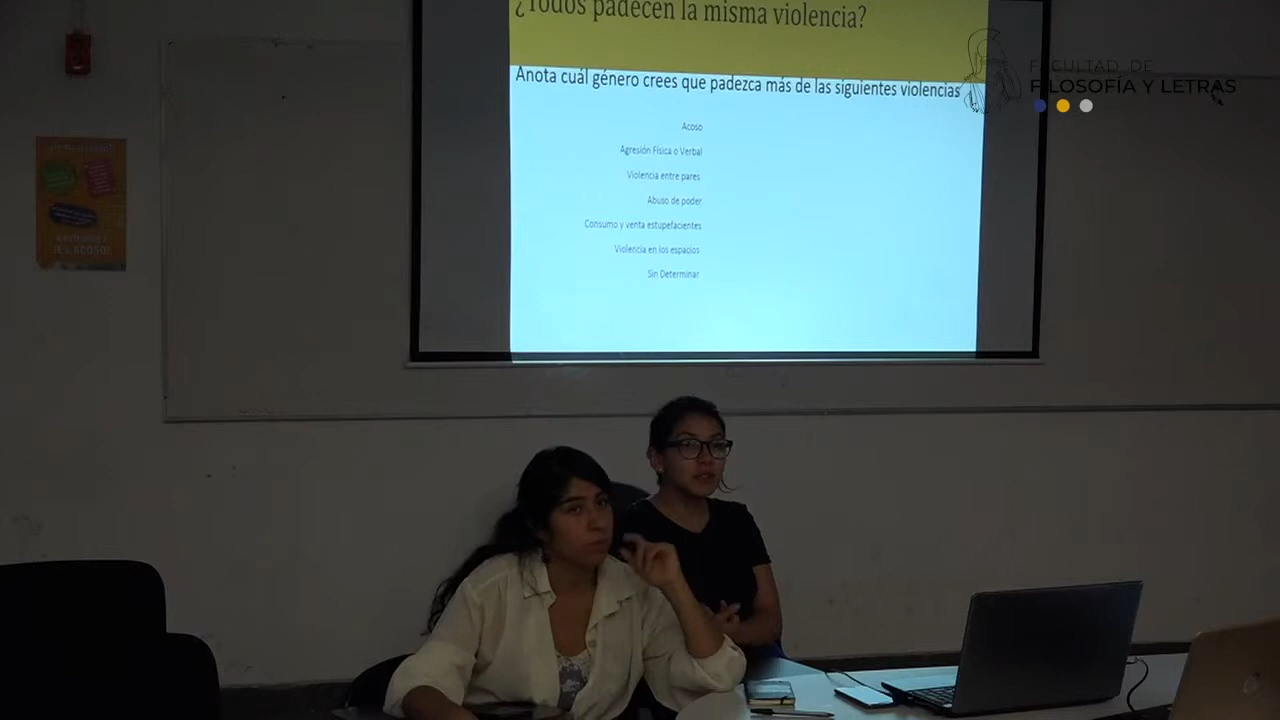 ¿Todos padecen la misma violencia?
Anota cuál género crees que padezca más de las siguientes violencias
Acoso
Agresión Física o Verbal
Violencia entre pares
Abuso de poder
Consumo y venta estupefacientes
Violencia en los espacios
Sin Determinar
FACULTAD DE
FILOSOFÍA Y LETRAS
¡ES ACOSO!